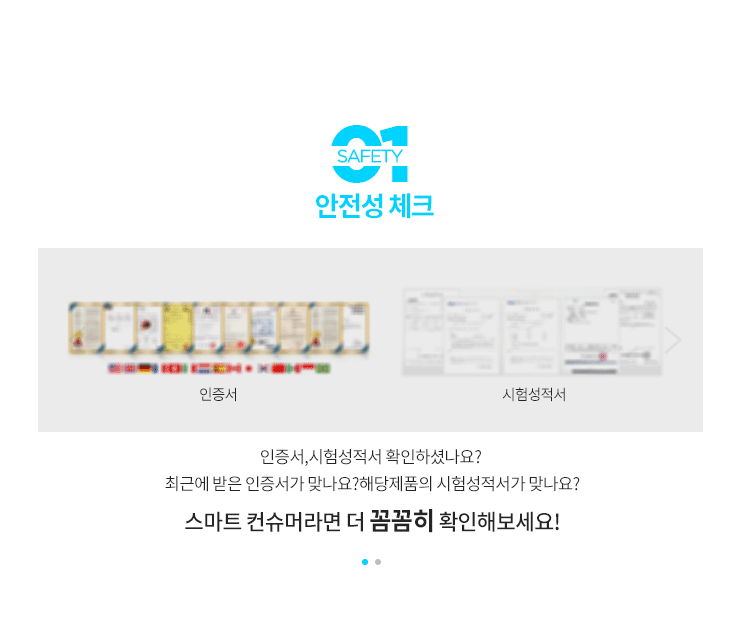 01
SAFETY
안전성 체크
인증서
시험성적서
인증서,시험성적서 확인하셨나요?
최근에 받은 인증서가 맞나요?해당제품의 시험성적서가 맞나요?
스마트 컨슈머라면 더 꼼꼼히 확인해보세요!